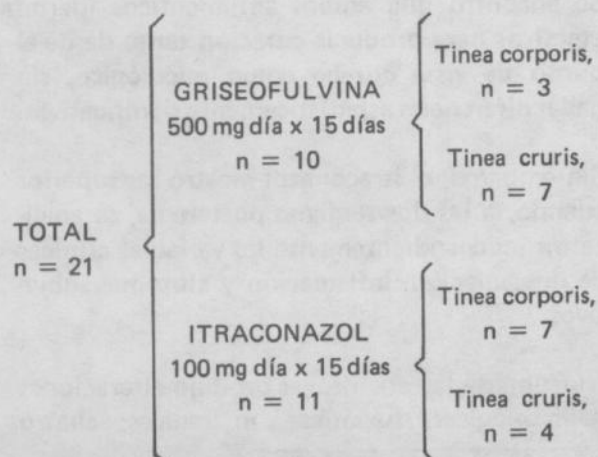 TOTAL
n = 21
GRISEOFULVINA
500 mg día x 15 días
n = 10
Tinea corporis,
n = 3
Tinea cruris,
n = 7
ITRACONAZOL
100 mg día x 15 días
n = 11
Tinea corporis,
n = 7
Tinea cruris,
n = 4